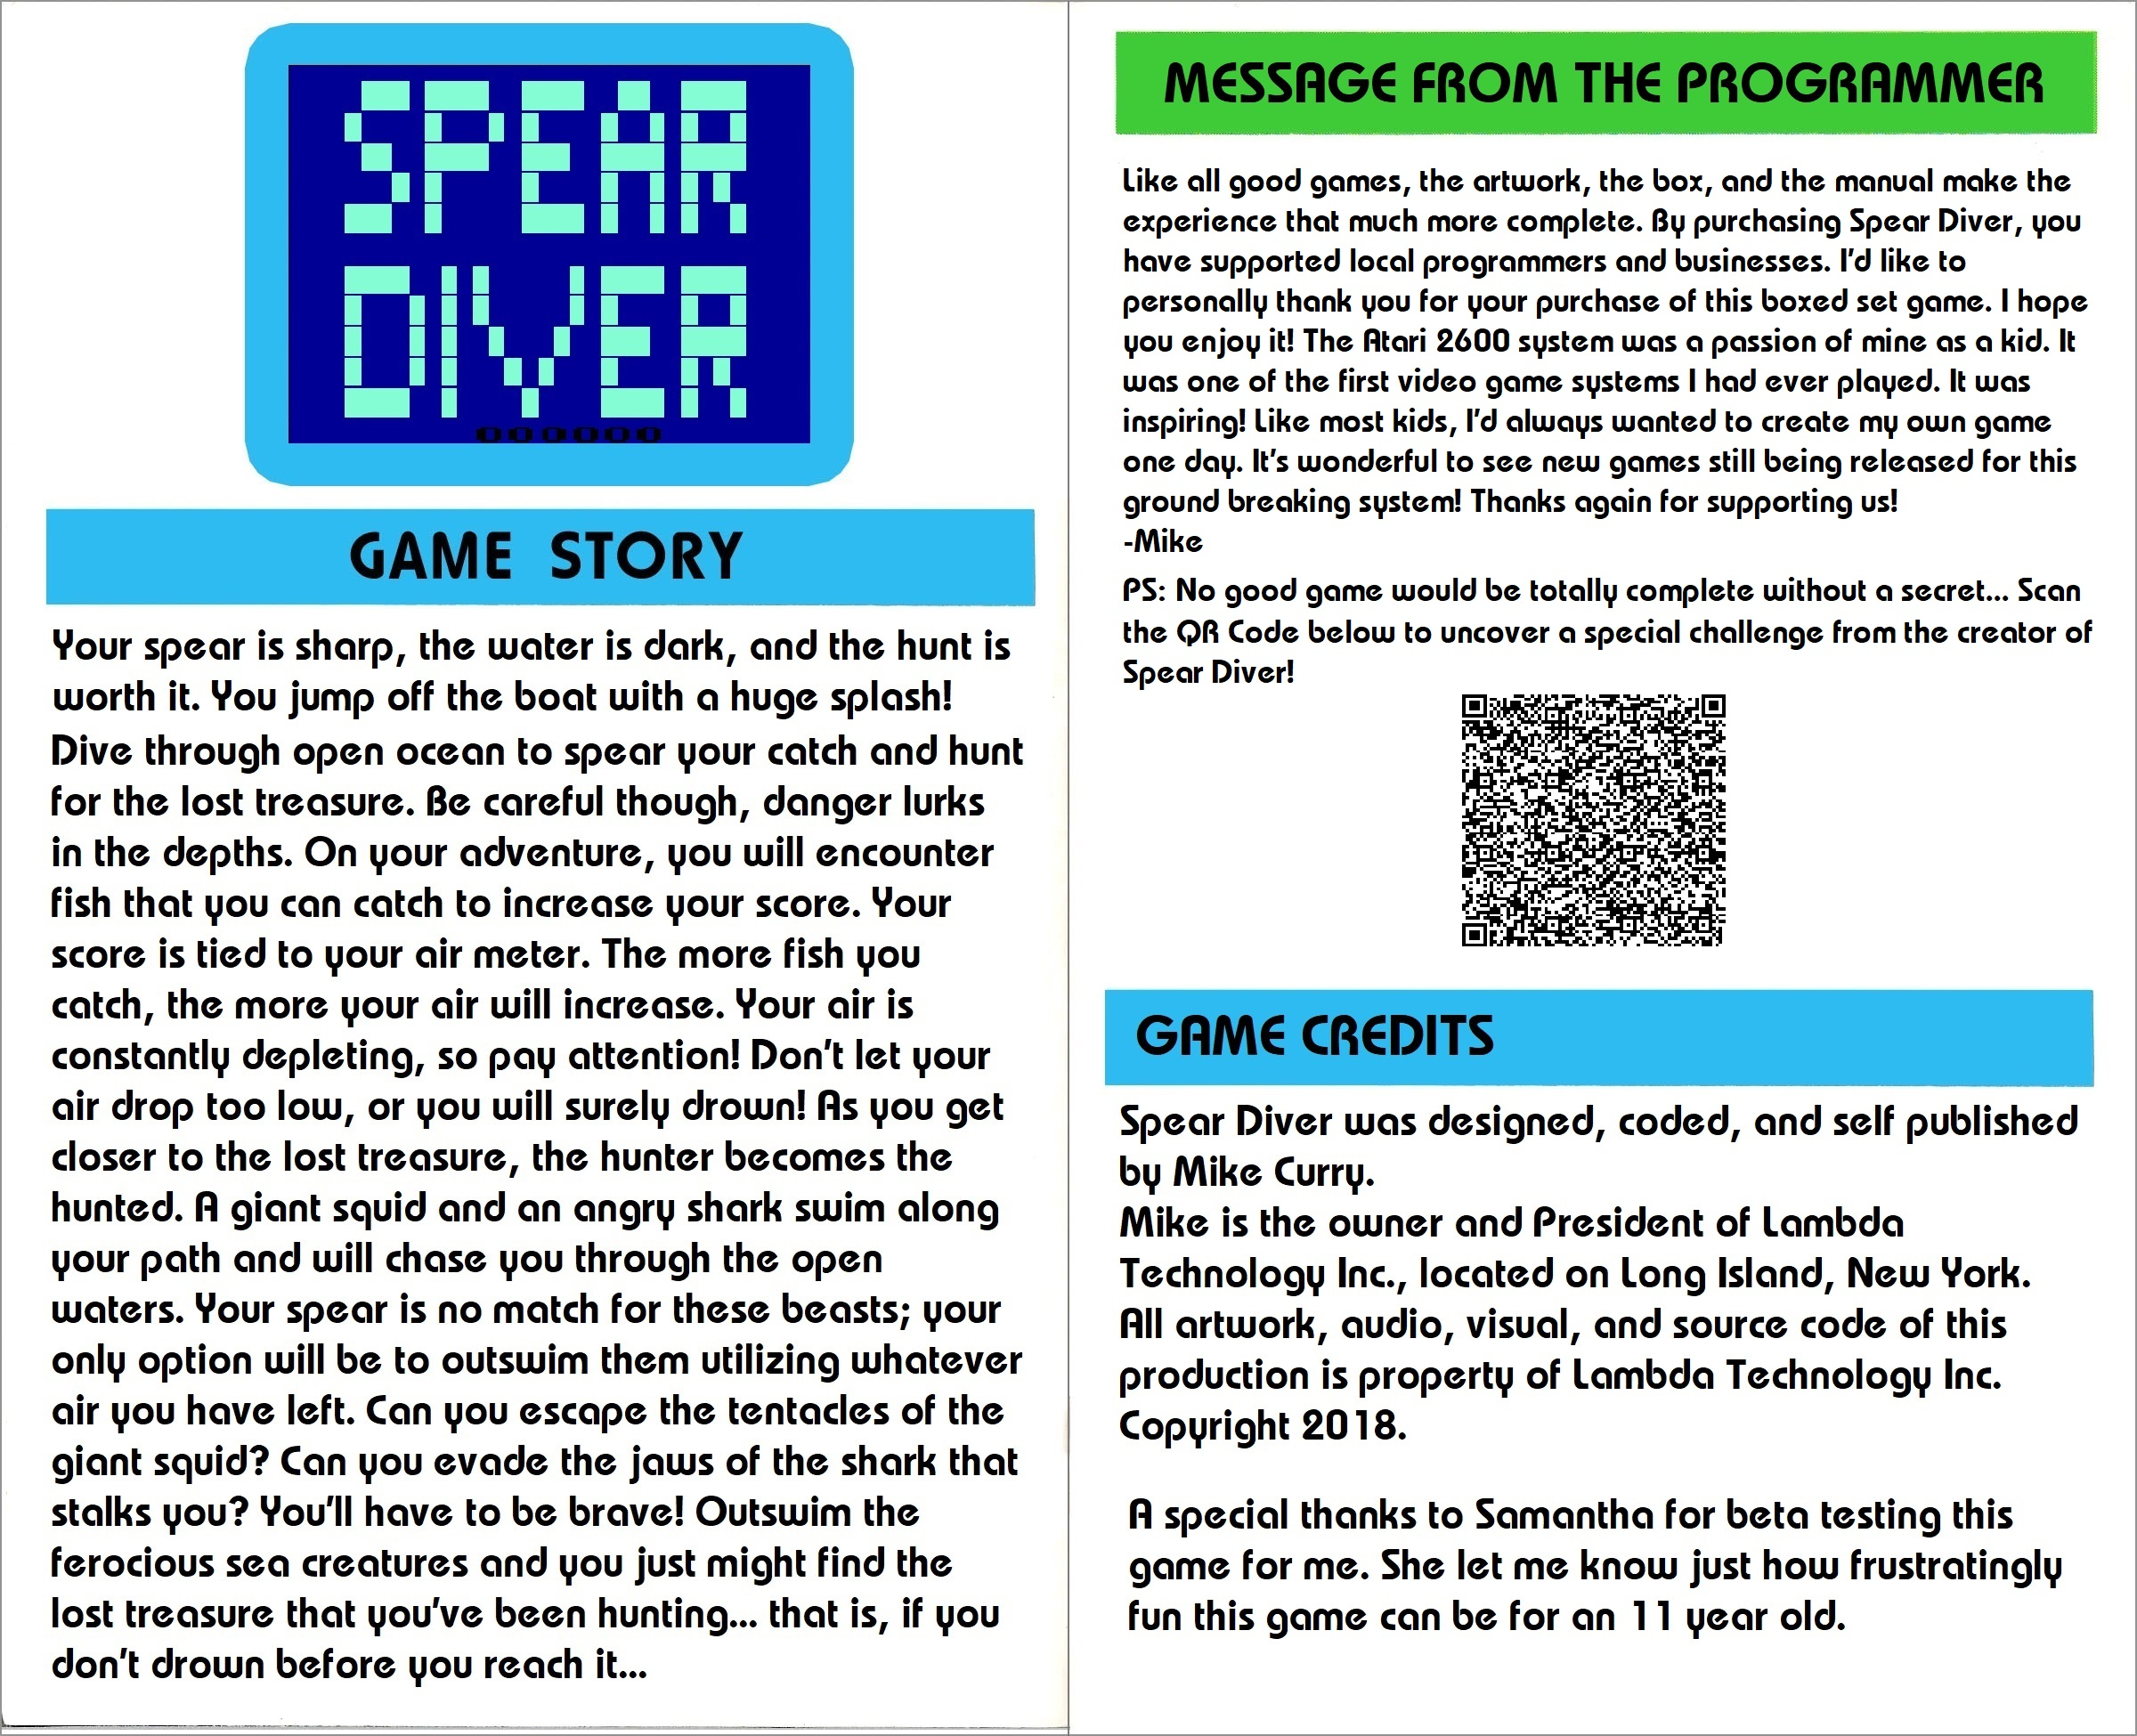 SPEAR
DIVER
000000
GAME STORY
Your spear is sharp, the water is dark, and the hunt is
worth it. You jump off the boat with a huge splash!
Dive through open ocean to spear your catch and hunt
for the lost treasure. Be careful though, danger lurks
in the depths. On your adventure, you will encounter
fish that you can catch to increase your score. Your
score is tied to your air meter. The more fish you
catch, the more your air will increase. Your air is
constantly depleting, so pay attention! Don't let your
air drop too low, or you will surely drown! As you get
closer to the lost treasure, the hunter becomes the
hunted. A giant squid and an angry shark swim along
your path and will chase you through the open
waters. Your spear is no match for these beasts; your
only option will be to outswim them utilizing whatever
air you have left. Can you escape the tentacles of the
giant squid? Can you evade the jaws of the shark that
stalks you? You'll have to be brave! Outswim the
ferocious sea creatures and you just might find the
lost treasure that you've been hunting... that is, if you
don't drown before you reach it...
MESSAGE FROM THE PROGRAMMER
Like all good games, the artwork, the box, and the manual make the
experience that much more complete. By purchasing Spear Diver, you
have supported local programmers and businesses. I'd like to
personally thank you for your purchase of this boxed set game. I hope
you enjoy it! The Atari 2600 system was a passion of mine as a kid. It
was one of the first video game systems I had ever played. It was
inspiring! Like most kids, I'd always wanted to create my own game
one day. It's wonderful to see new games still being released for this
ground breaking system! Thanks again for supporting us!
-Mike
PS: No good game would be totally complete without a secret... Scan
the QR Code below to uncover a special challenge from the creator of
Spear Diver!
GAME CREDITS
Spear Diver was designed, coded, and self published
by Mike Curry.
Mike is the owner and President of Lambda
Technology Inc., located on Long Island, New York.
All artwork, audio, visual, and source code of this
production is property of Lambda Technology Inc.
Copyright 2018.
A special thanks to Samantha for beta testing this
game for me. She let me know just how frustratingly
fun this game can be for an 11 year old.